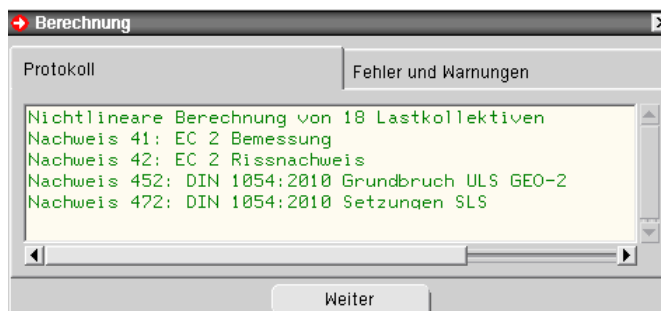 Berechnung
Protokoll
Fehler und Warnungen
Nichtlineare Berechnung von 18 Lastkollektiven
Nachweis 41: EC 2 Bemessung
Nachweis 42: EC 2 Rissnachweis
Nachweis 452: DIN 1054:2010 Grundbruch ULS GEO-2
Nachweis 472: DIN 1054:2010 Setzungen SLS
Weiter